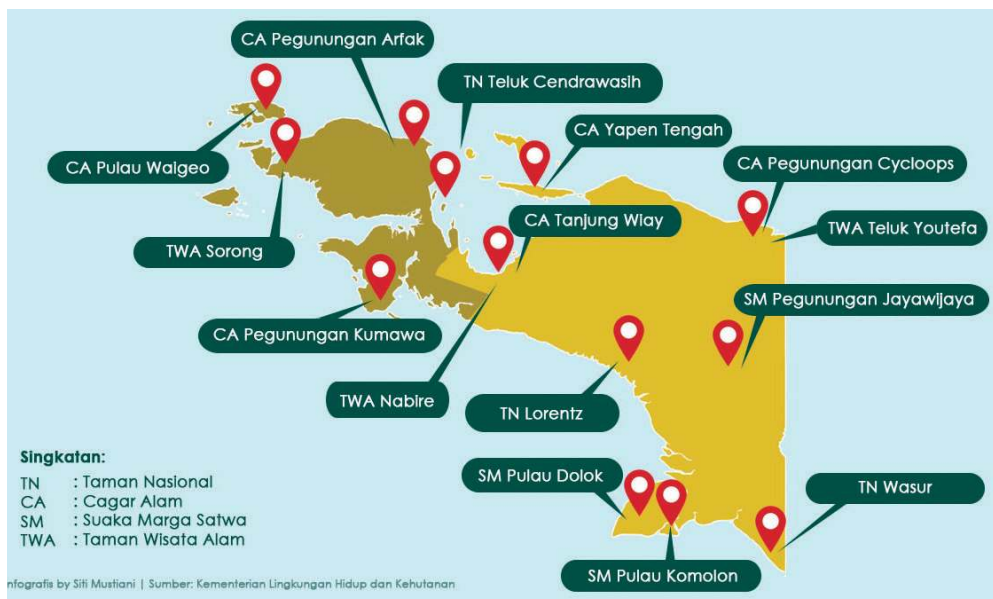 CA Pegunungan Arfak
TN Teluk Cendrawasih
CA Yapen Tengah
CA Pegunungan Cycloops
CA Pulau Waigeo
TWA Sorong
CA Tanjung Wiay
TWA Teluk Youtefa
SM Pegunungan Jayawijaya
CA Pegunungan Kumawa
TWA Nabire
TN Lorentz
Singkatan:
TN : Taman Nasional
CA : Cagar Alam
SM : Suaka Marga Satwa
TWA : Taman Wisata Alam
SM Pulau Dolok
TN Wasur
SM Pulau Komolon
nfografis by Siti Mustiani | Sumber: Kementerian Lingkungan Hidup dan Kehutanan